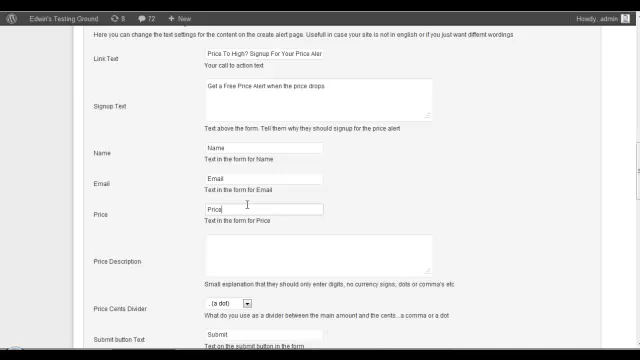 Edwin's Testing Ground 8 72 + New Howdy, admin
Here you can change the text settings for the content on the create alert page. Usefull in case your site is not in english or if you just want differnt wordings
Link Text
Price To High? Signup For Your Price Aler
Your call to action text
Get a Free Price Alert when the price drops
Signup Text
Text above the form. Tell them why they should signup for the price alert
Name
Name
Text in the form for Name
Email
Email
Text in the form for Email
Price
Price
Text in the form for Price
Price Description
Small explanation that they should only enter digits, no currency signs, dots or comma's etc
Price Cents Divider
. (a dot)
What do you use as a divider between the main amount and the cents...a comma or a dot
Submit button Text
Submit
Text on the submit button in the form